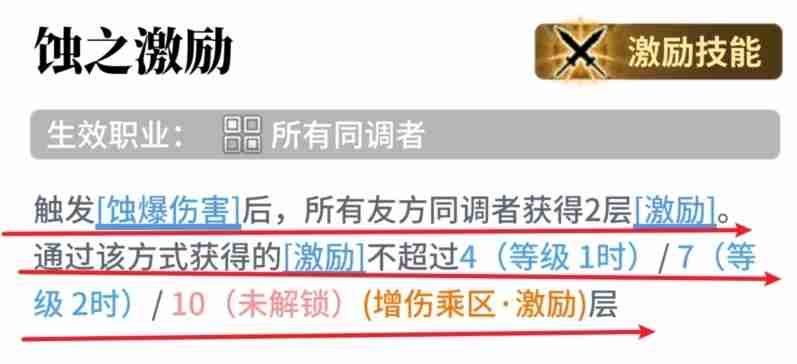 蚀之激励
激励技能
生效职业： 所有同调者
触发[蚀爆伤害]后，所有友方同调者获得2层[激励]。
通过该方式获得的[激励]不超过4（等级 1时）/ 7（等
级 2时）/ 10（未解锁）(增伤乘区·激励)层